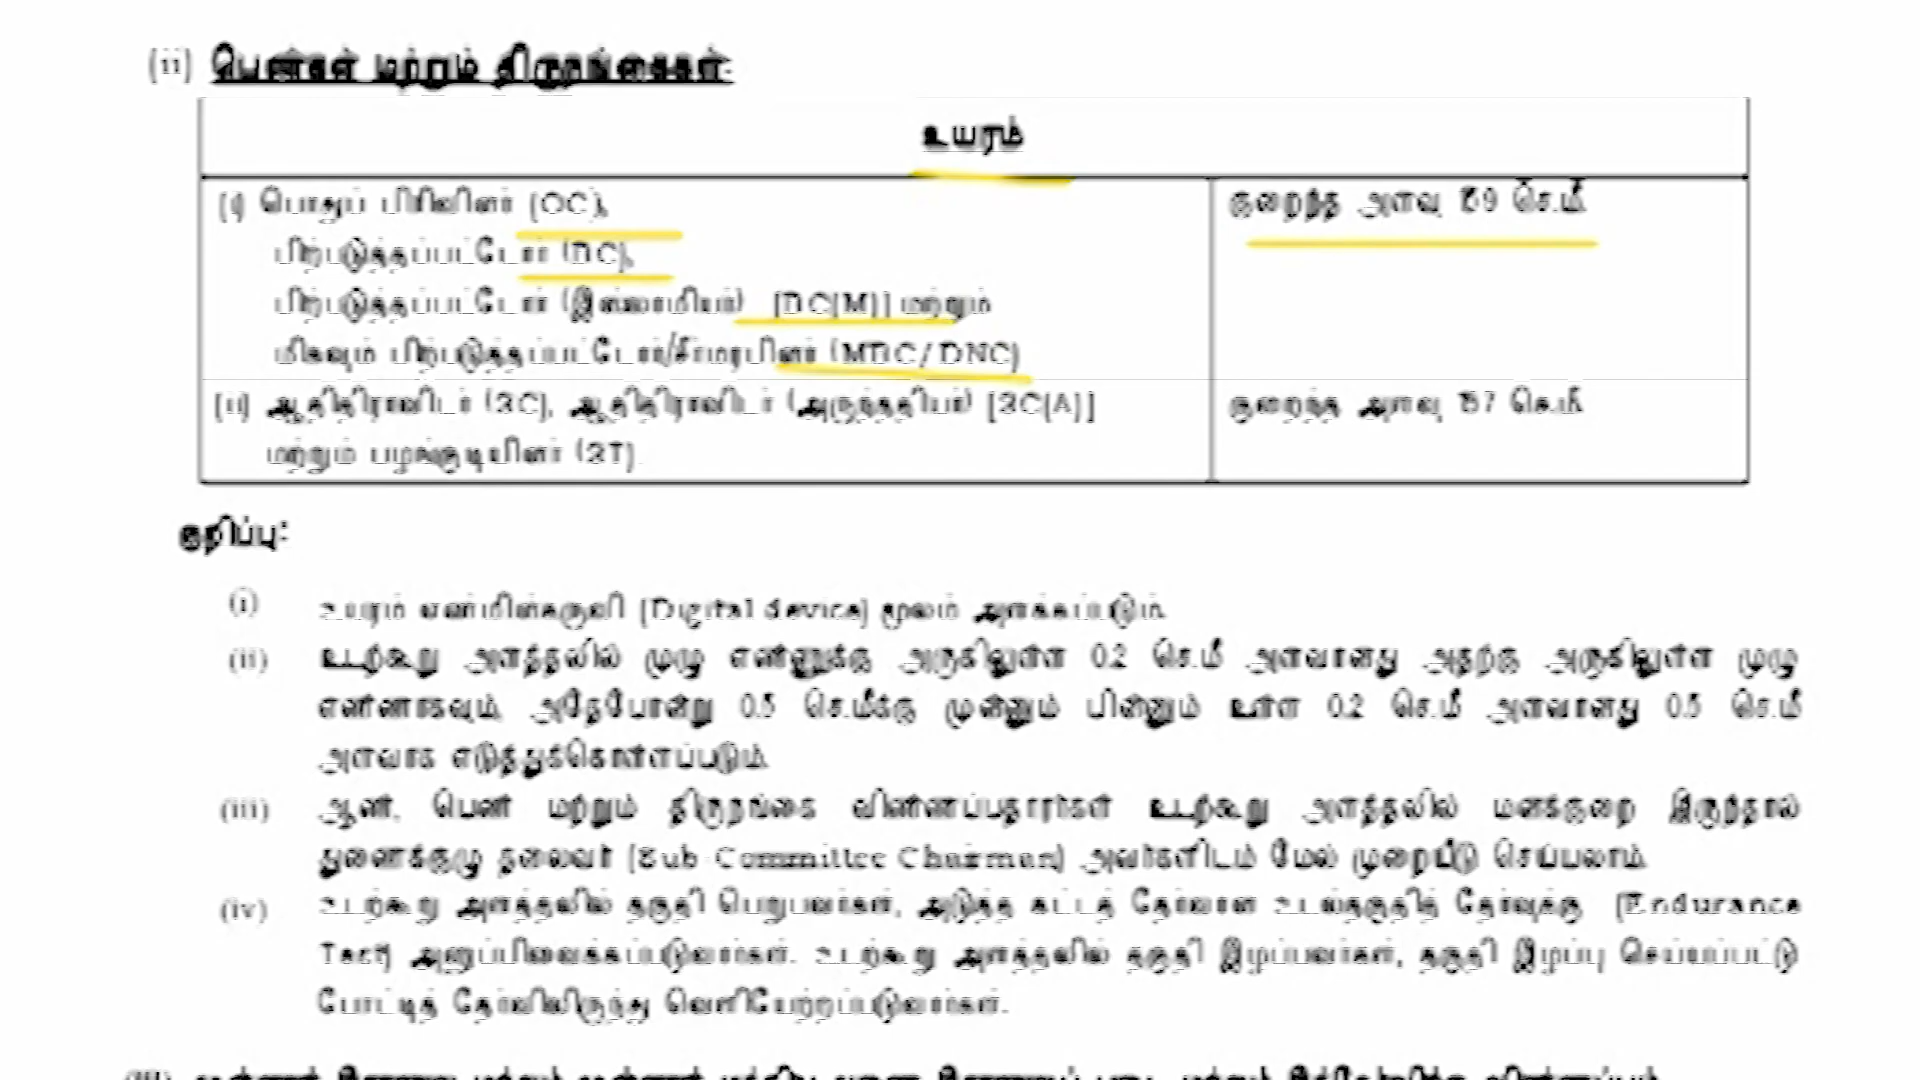 (ii) பெண்கள் மற்றும் திருநங்கைகள்:
உயரம்
(i) பொதுப் பிரிவினர் (OC),
குறைந்த அளவு 159 செ.மீ
பிற்படுத்தப்பட்டோர் (BC),
பிற்படுத்தப்பட்டோர் (இஸ்லாமியர்) [BC(M)] மற்றும்
மிகவும் பிற்படுத்தப்பட்டோர்/சீர்மரபினர் (MBC/DNC)
(ii) ஆதிதிராவிடர் (SC), ஆதிதிராவிடர் (அருந்ததியர்) [SC(A)]
குறைந்த அளவு 157 செ.மீ
மற்றும் பழங்குடியினர் (ST)
குறிப்பு:
(i) உயரம் எண்மின்கருவி (Digital device) மூலம் அளக்கப்படும்.
(ii) உடற்கூறு அளத்தலில் முழு எண்ணுக்கு அருகிலுள்ள 0.2 செ.மீ அளவானது அதற்கு அருகிலுள்ள முழு
எண்ணாகவும், அதேபோன்று 0.5 செ.மீக்கு முன்னும் பின்னும் உள்ள 0.2 செ.மீ அளவானது 0.5 செ.மீ
அளவாக எடுத்துக்கொள்ளப்படும்.
(iii) ஆண், பெண் மற்றும் திருநங்கை விண்ணப்பதாரர்கள் உடற்கூறு அளத்தலில் மனக்குறை இருந்தால்
துணைக்குழு தலைவர் (Sub-Committee Chairman) அவர்களிடம் மேல் முறையீடு செய்யலாம்.
(iv) உடற்கூறு அளத்தலில் தகுதி பெறுபவர்கள், அடுத்த கட்டத் தேர்வான உடல்தகுதித் தேர்வுக்கு (Endurance
Test) அனுப்பிவைக்கப்படுவார்கள். உடற்கூறு அளத்தலில் தகுதி இழப்பவர்கள், தகுதி இழப்பு செய்யப்பட்டு
போட்டித் தேர்விலிருந்து வெளியேற்றப்படுவார்கள்.